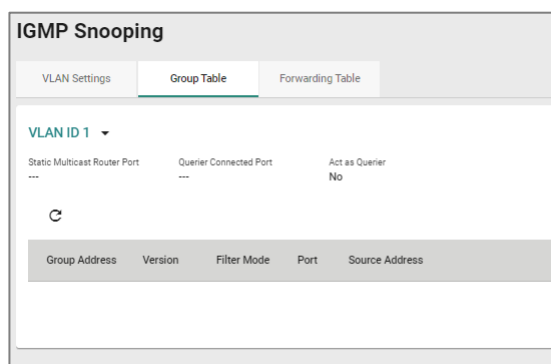 IGMP Snooping
VLAN Settings Group Table Forwarding Table
VLAN ID 1
Static Multicast Router Port Querier Connected Port Act as Querier
--- --- No
Group Address Version Filter Mode Port Source Address